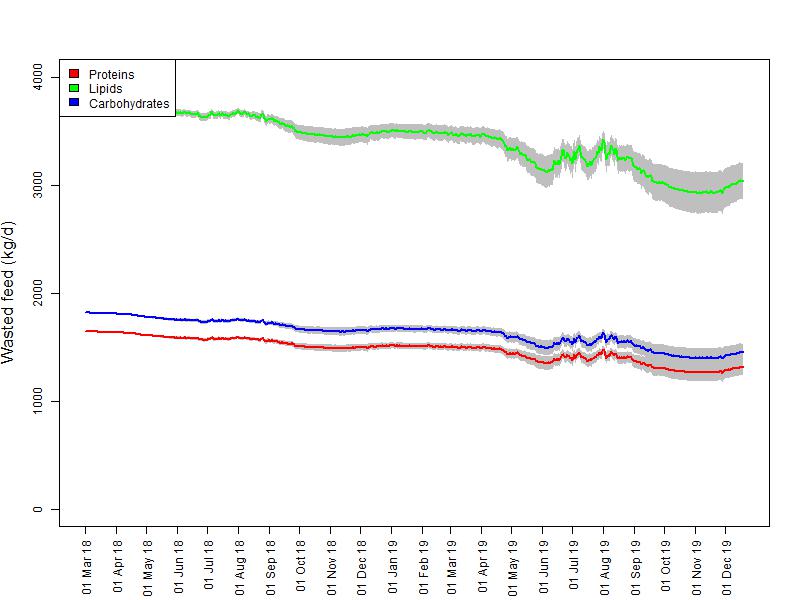 Proteins
Lipids
Carbohydrates
Wasted feed (kg/d)
4000
3000
2000
1000
0
01 Mar 18
01 Apr 18
01 May 18
01 Jun 18
01 Jul 18
01 Aug 18
01 Sep 18
01 Oct 18
01 Nov 18
01 Dec 18
01 Jan 19
01 Feb 19
01 Mar 19
01 Apr 19
01 May 19
01 Jun 19
01 Jul 19
01 Aug 19
01 Sep 19
01 Oct 19
01 Nov 19
01 Dec 19